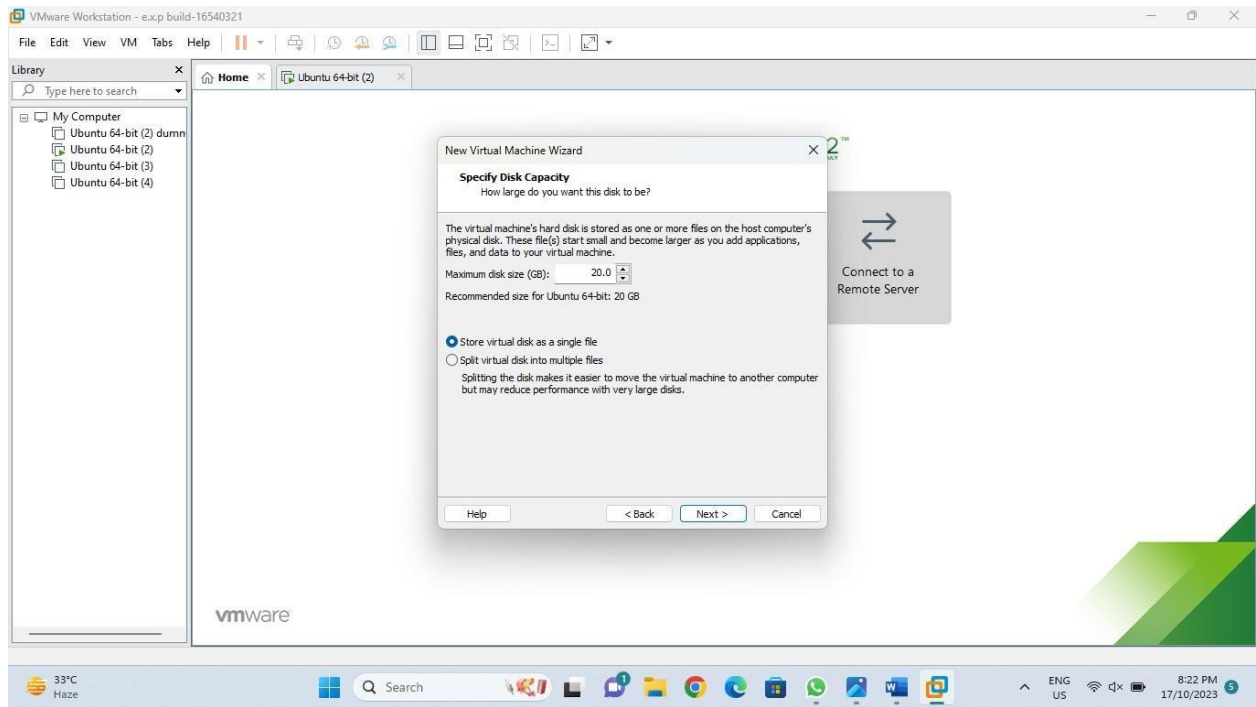 VMware Workstation - e.x.p build-16540321
File Edit View VM Tabs Help
Library
Type here to search
My Computer
Ubuntu 64-bit (2) dumm
Ubuntu 64-bit (2)
Ubuntu 64-bit (3)
Ubuntu 64-bit (4)
Home
Ubuntu 64-bit (2)
2™
New Virtual Machine Wizard
Specify Disk Capacity
How large do you want this disk to be?
The virtual machine's hard disk is stored as one or more files on the host computer's
physical disk. These file(s) start small and become larger as you add applications,
files, and data to your virtual machine.
Maximum disk size (GB): 20.0
Recommended size for Ubuntu 64-bit: 20 GB
Store virtual disk as a single file
Split virtual disk into multiple files
Splitting the disk makes it easier to move the virtual machine to another computer
but may reduce performance with very large disks.
Help < Back Next > Cancel
Connect to a
Remote Server
vmware
33°C
Haze
Search
1
ENG
US
8:22 PM
17/10/2023
5